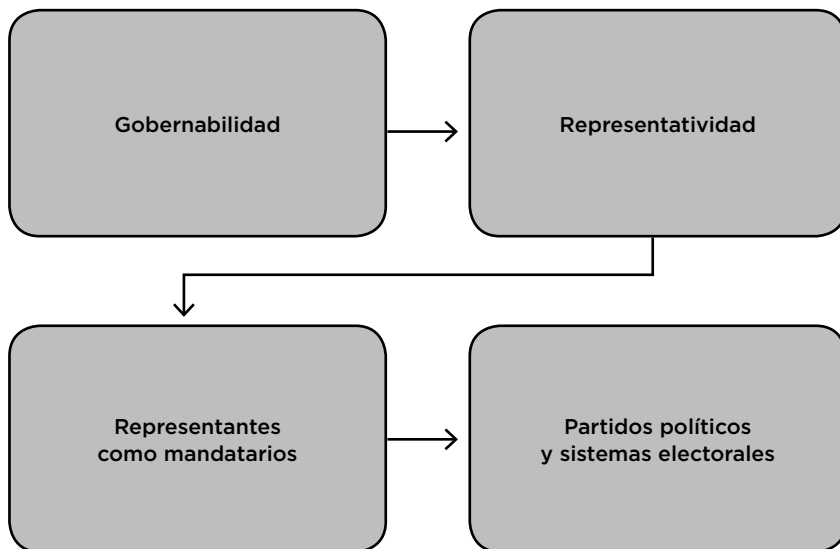 Gobernabilidad
Representatividad
Representantes
como mandatarios
Partidos políticos
y sistemas electorales